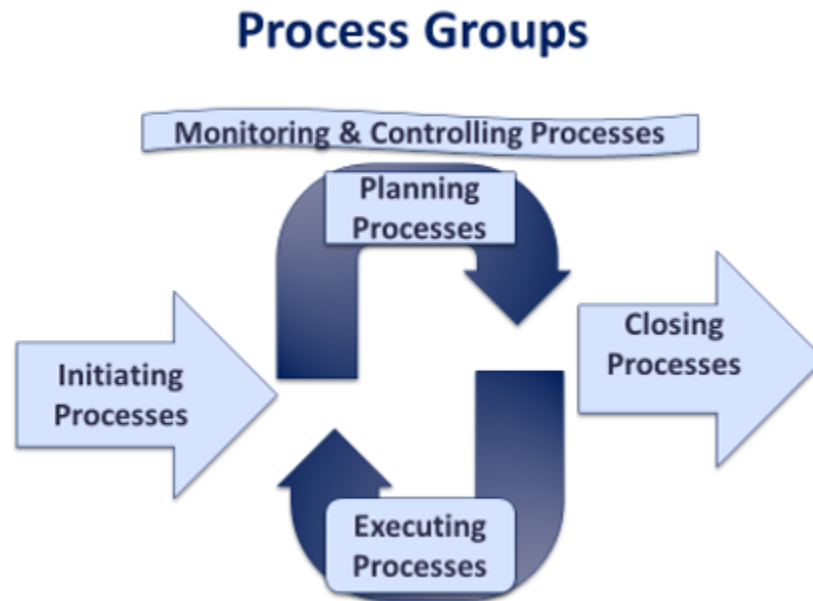 Process Groups
Monitoring & Controlling Processes
Planning
Processes
Initiating
Processes
Closing
Processes
Executing
Processes